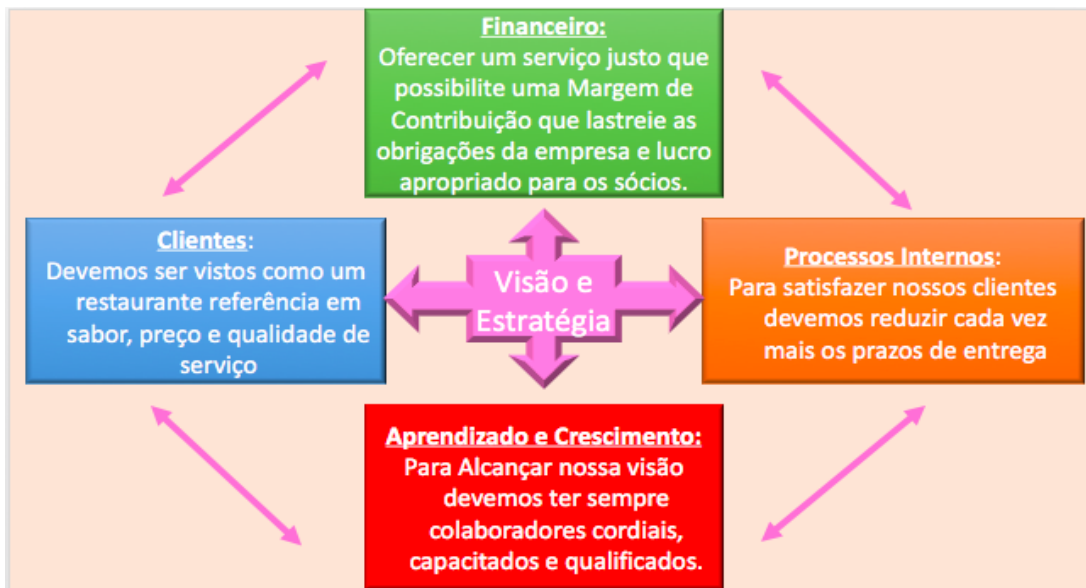 Financeiro:
Oferecer um serviço justo que
possibilite uma Margem de
Contribuição que lastreie as
obrigações da empresa e lucro
apropriado para os sócios.
Clientes:
Devemos ser vistos como um
restaurante referência em
sabor, preço e qualidade de
serviço
Visão e
Estratégia
Processos Internos:
Para satisfazer nossos clientes
devemos reduzir cada vez
mais os prazos de entrega
Aprendizado e Crescimento:
Para Alcançar nossa visão
devemos ter sempre
colaboradores cordiais,
capacitados e qualificados.